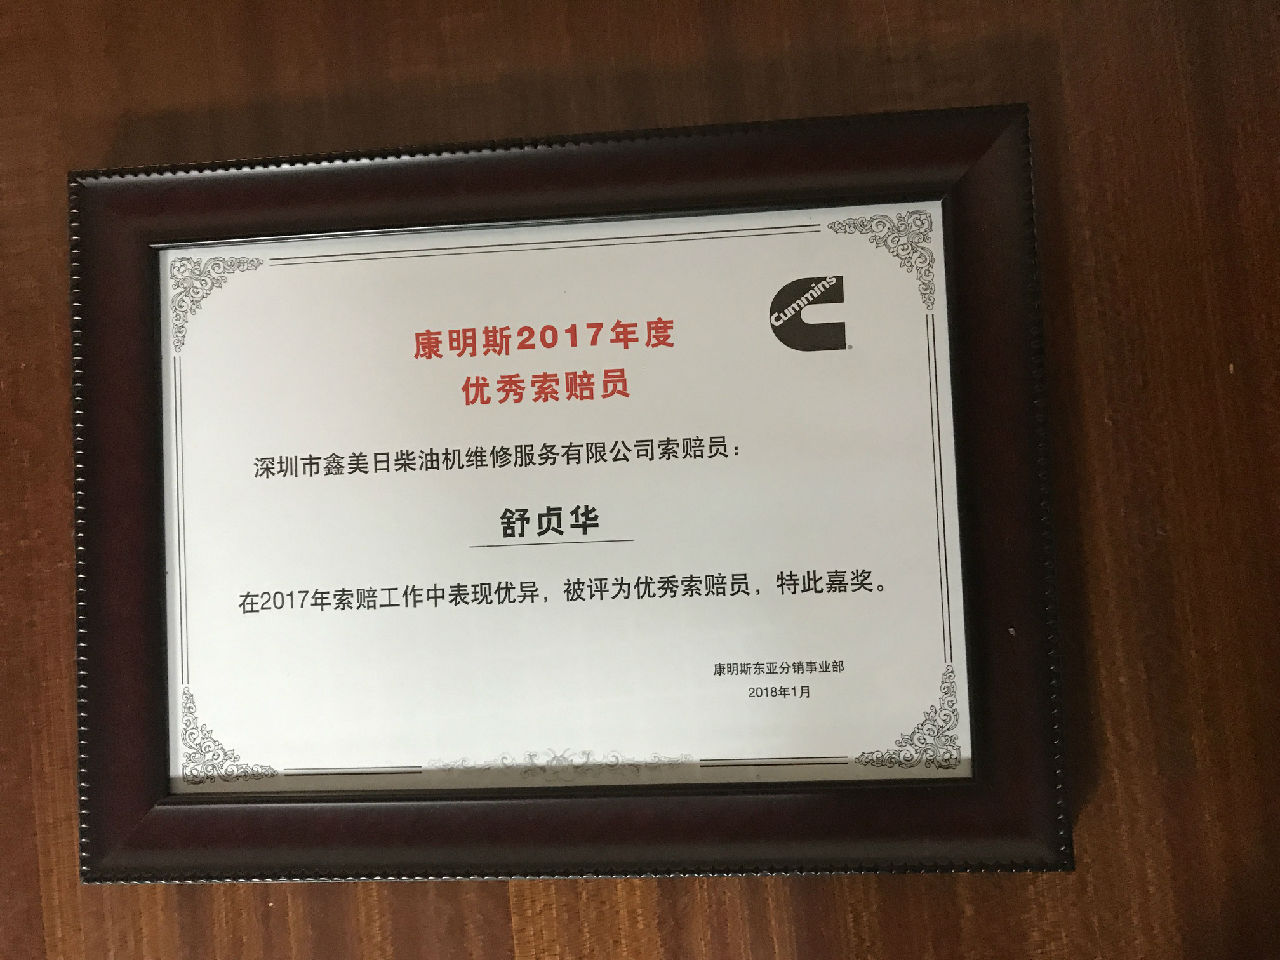 Cummins
康明斯2017年度
优秀索赔员
深圳市鑫美日柴油机维修服务有限公司索赔员：
舒贞华
在2017年索赔工作中表现优异，被评为优秀索赔员，特此嘉奖。
康明斯东亚分销事业部
2018年1月